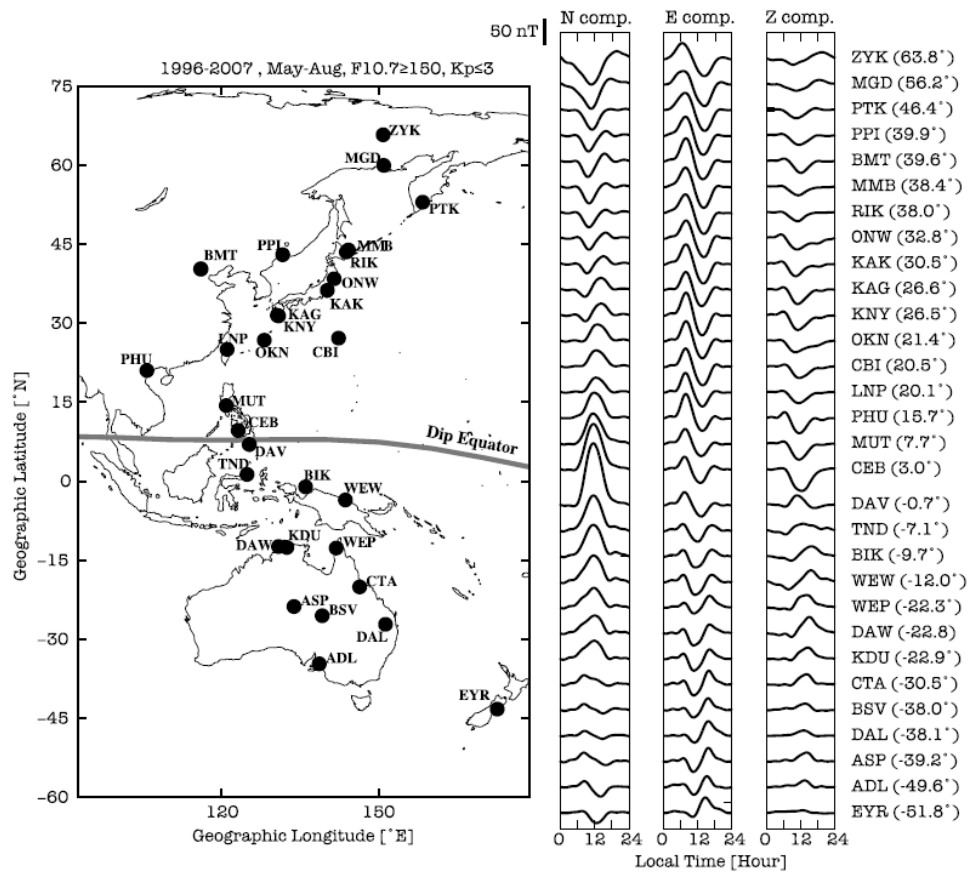 50 nT
N comp. E comp. Z comp.
1996-2007 , May-Aug, F10.7≥150, Kp≤3
75
60
45
30
15
0
-15
-30
-45
-60
Geographic Latitude [°N]
120 150
Geographic Longitude [°E]
ZYK
MGD
PTK
PPI
MMB
RIK
BMT
ONW
KAK
KAG
KNY
LNP
OKN
CBI
PHU
MUT
CEB
Dip Equator
DAV
TND
BIK
WEW
DAW
KDU
WEP
CTA
ASP
BSV
DAL
ADL
EYR
ZYK (63.8°)
MGD (56.2°)
PTK (46.4°)
PPI (39.9°)
BMT (39.6°)
MMB (38.4°)
RIK (38.0°)
ONW (32.8°)
KAK (30.5°)
KAG (26.6°)
KNY (26.5°)
OKN (21.4°)
CBI (20.5°)
LNP (20.1°)
PHU (15.7°)
MUT (7.7°)
CEB (3.0°)
DAV (-0.7°)
TND (-7.1°)
BIK (-9.7°)
WEW (-12.0°)
WEP (-22.3°)
DAW (-22.8)
KDU (-22.9°)
CTA (-30.5°)
BSV (-38.0°)
DAL (-38.1°)
ASP (-39.2°)
ADL (-49.6°)
EYR (-51.8°)
0 12 24 0 12 24 0 12 24
Local Time [Hour]